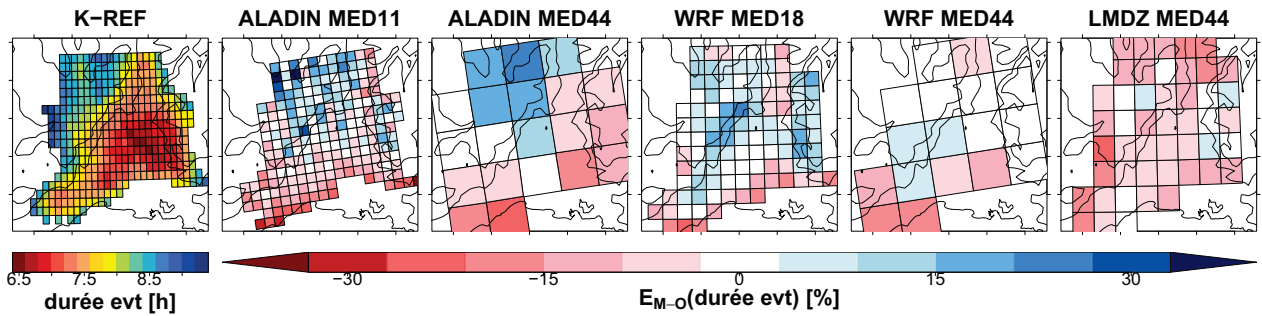 K−REF ALADIN MED11 ALADIN MED44 WRF MED18 WRF MED44 LMDZ MED44
6.5 7.5 8.5 −30 −15 0 15 30
durée evt [h] E_M−O(durée evt) [%]